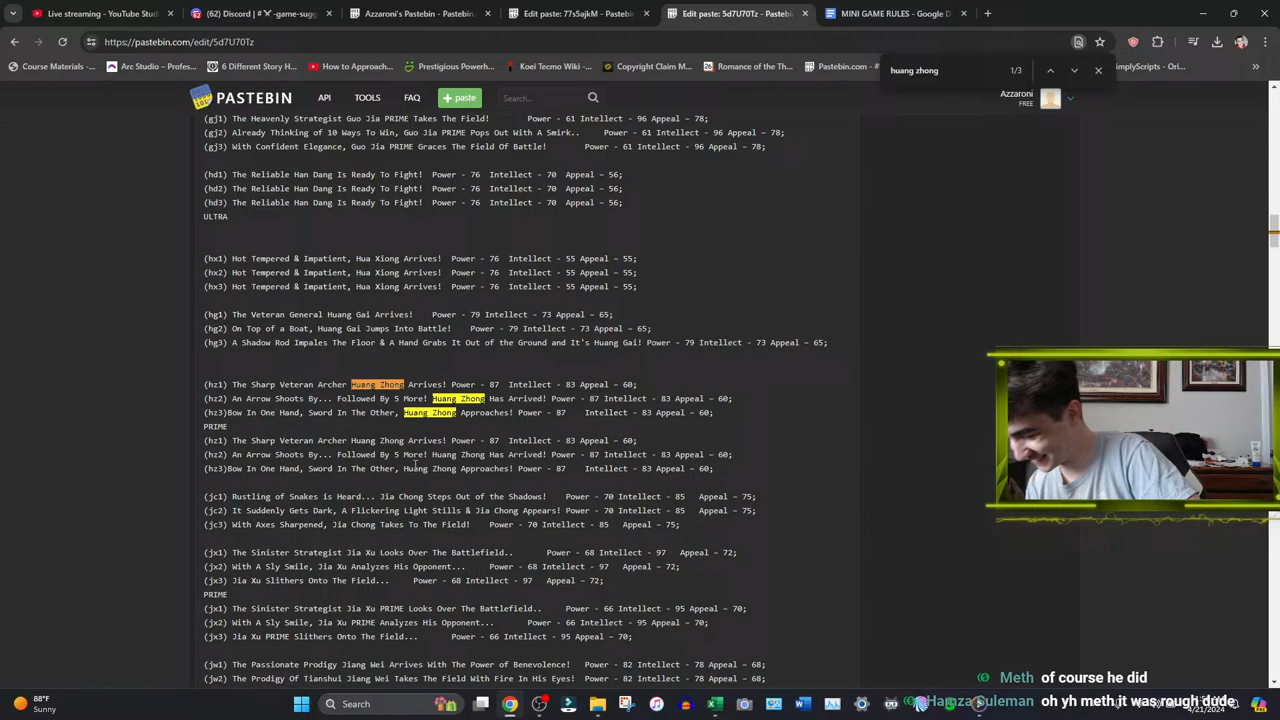 Live streaming - YouTube Stud
(62) Discord | # -game-sugg
Azzaroni's Pastebin - Pastebin.
Edit paste: 77s5ajkM - Pastebin
Edit paste: 5d7U70Tz - Pastebin
MINI GAME RULES - Google D
https://pastebin.com/edit/5d7U70Tz
Course Materials -...
Arc Studio – Profes...
6 Different Story H...
How to Approach...
Prestigious Powerf...
Koei Tecmo Wiki -...
Copyright Claim M...
Romance of the Th...
Pastebin.com - #
implyScripts - Ori...
huang zhong
1/3
PASTEBIN
API
TOOLS
FAQ
+ paste
Search...
Azzaroni
FREE
(gj1) The Heavenly Strategist Guo Jia PRIME Takes The Field! Power - 61 Intellect - 96 Appeal – 78;
(gj2) Already Thinking of 10 Ways To Win, Guo Jia PRIME Pops Out With A Smirk.. Power - 61 Intellect - 96 Appeal – 78;
(gj3) With Confident Elegance, Guo Jia PRIME Graces The Field Of Battle! Power - 61 Intellect - 96 Appeal – 78;
(hd1) The Reliable Han Dang Is Ready To Fight! Power - 76 Intellect - 70 Appeal – 56;
(hd2) The Reliable Han Dang Is Ready To Fight! Power - 76 Intellect - 70 Appeal – 56;
(hd3) The Reliable Han Dang Is Ready To Fight! Power - 76 Intellect - 70 Appeal – 56;
ULTRA
(hx1) Hot Tempered & Impatient, Hua Xiong Arrives! Power - 76 Intellect - 55 Appeal – 55;
(hx2) Hot Tempered & Impatient, Hua Xiong Arrives! Power - 76 Intellect - 55 Appeal – 55;
(hx3) Hot Tempered & Impatient, Hua Xiong Arrives! Power - 76 Intellect - 55 Appeal – 55;
(hg1) The Veteran General Huang Gai Arrives! Power - 79 Intellect - 73 Appeal – 65;
(hg2) On Top of a Boat, Huang Gai Jumps Into Battle! Power - 79 Intellect - 73 Appeal – 65;
(hg3) A Shadow Rod Impales The Floor & A Hand Grabs It Out of the Ground and It's Huang Gai! Power - 79 Intellect - 73 Appeal – 65;
(hz1) The Sharp Veteran Archer Huang Zhong Arrives! Power - 87 Intellect - 83 Appeal – 60;
(hz2) An Arrow Shoots By... Followed By 5 More! Huang Zhong Has Arrived! Power - 87 Intellect - 83 Appeal – 60;
(hz3)Bow In One Hand, Sword In The Other, Huang Zhong Approaches! Power - 87 Intellect - 83 Appeal – 60;
PRIME
(hz1) The Sharp Veteran Archer Huang Zhong Arrives! Power - 87 Intellect - 83 Appeal – 60;
(hz2) An Arrow Shoots By... Followed By 5 More! Huang Zhong Has Arrived! Power - 87 Intellect - 83 Appeal – 60;
(hz3)Bow In One Hand, Sword In The Other, Huang Zhong Approaches! Power - 87 Intellect - 83 Appeal – 60;
(jc1) Rustling of Snakes is Heard... Jia Chong Steps Out of the Shadows! Power - 70 Intellect - 85 Appeal – 75;
(jc2) It Suddenly Gets Dark, A Flickering Light Stills & Jia Chong Appears! Power - 70 Intellect - 85 Appeal – 75;
(jc3) With Axes Sharpened, Jia Chong Takes To The Field! Power - 70 Intellect - 85 Appeal – 75;
(jx1) The Sinister Strategist Jia Xu Looks Over The Battlefield.. Power - 68 Intellect - 97 Appeal – 72;
(jx2) With A Sly Smile, Jia Xu Analyzes His Opponent... Power - 68 Intellect - 97 Appeal – 72;
(jx3) Jia Xu Slithers Onto The Field... Power - 68 Intellect - 97 Appeal – 72;
PRIME
(jx1) The Sinister Strategist Jia Xu PRIME Looks Over The Battlefield.. Power - 66 Intellect - 95 Appeal – 70;
(jx2) With A Sly Smile, Jia Xu PRIME Analyzes His Opponent... Power - 66 Intellect - 95 Appeal – 70;
(jx3) Jia Xu PRIME Slithers Onto The Field... Power - 66 Intellect - 95 Appeal – 70;
(jw1) The Passionate Prodigy Jiang Wei Arrives With The Power of Benevolence! Power - 82 Intellect - 78 Appeal – 68;
(jw2) The Prodigy Of Tianshui Jiang Wei Takes The Field With Fire In His Eyes! Power - 82 Intellect - 78 Appeal – 68;
Meth of course he did
Hamza Suleman oh yh meth it was rough dude
88°F
Sunny
Search
4/21/2024